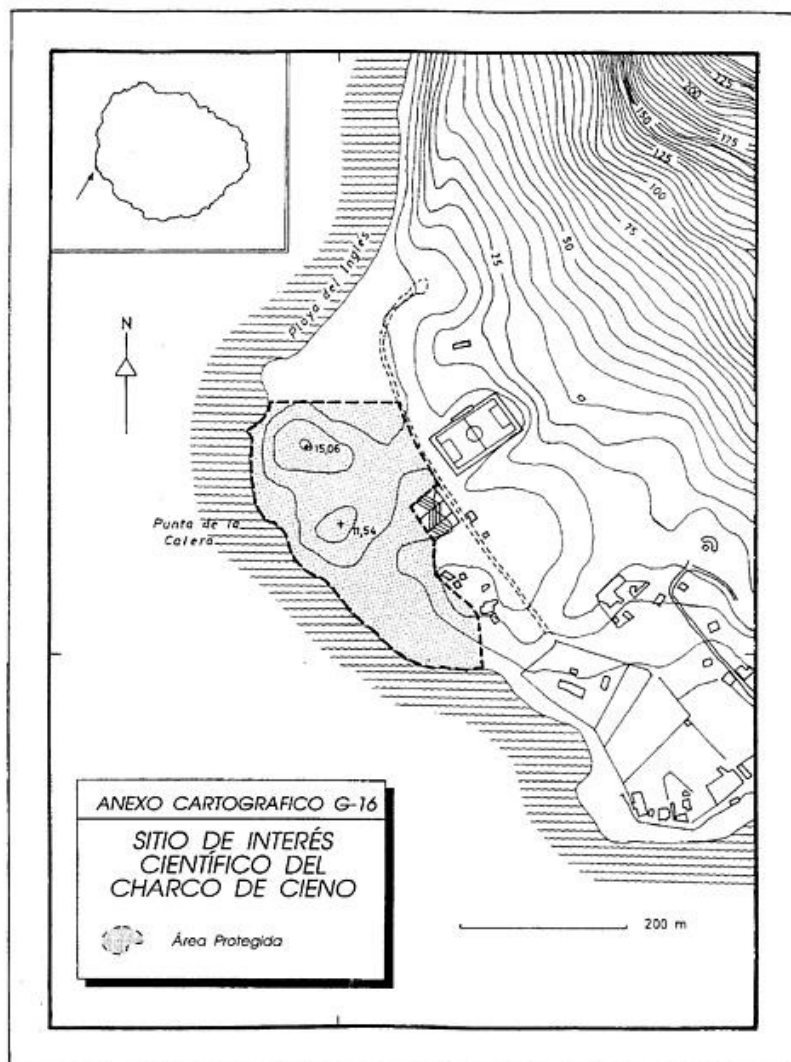 225
200
150
175
125
125
100
75
50
25
Playa del Inglés
N
15,06
11,54
Punta de la
Calera
ANEXO CARTOGRAFICO G-16
SITIO DE INTERÉS
CIENTÍFICO DEL
CHARCO DE CIENO
Área Protegida
200 m